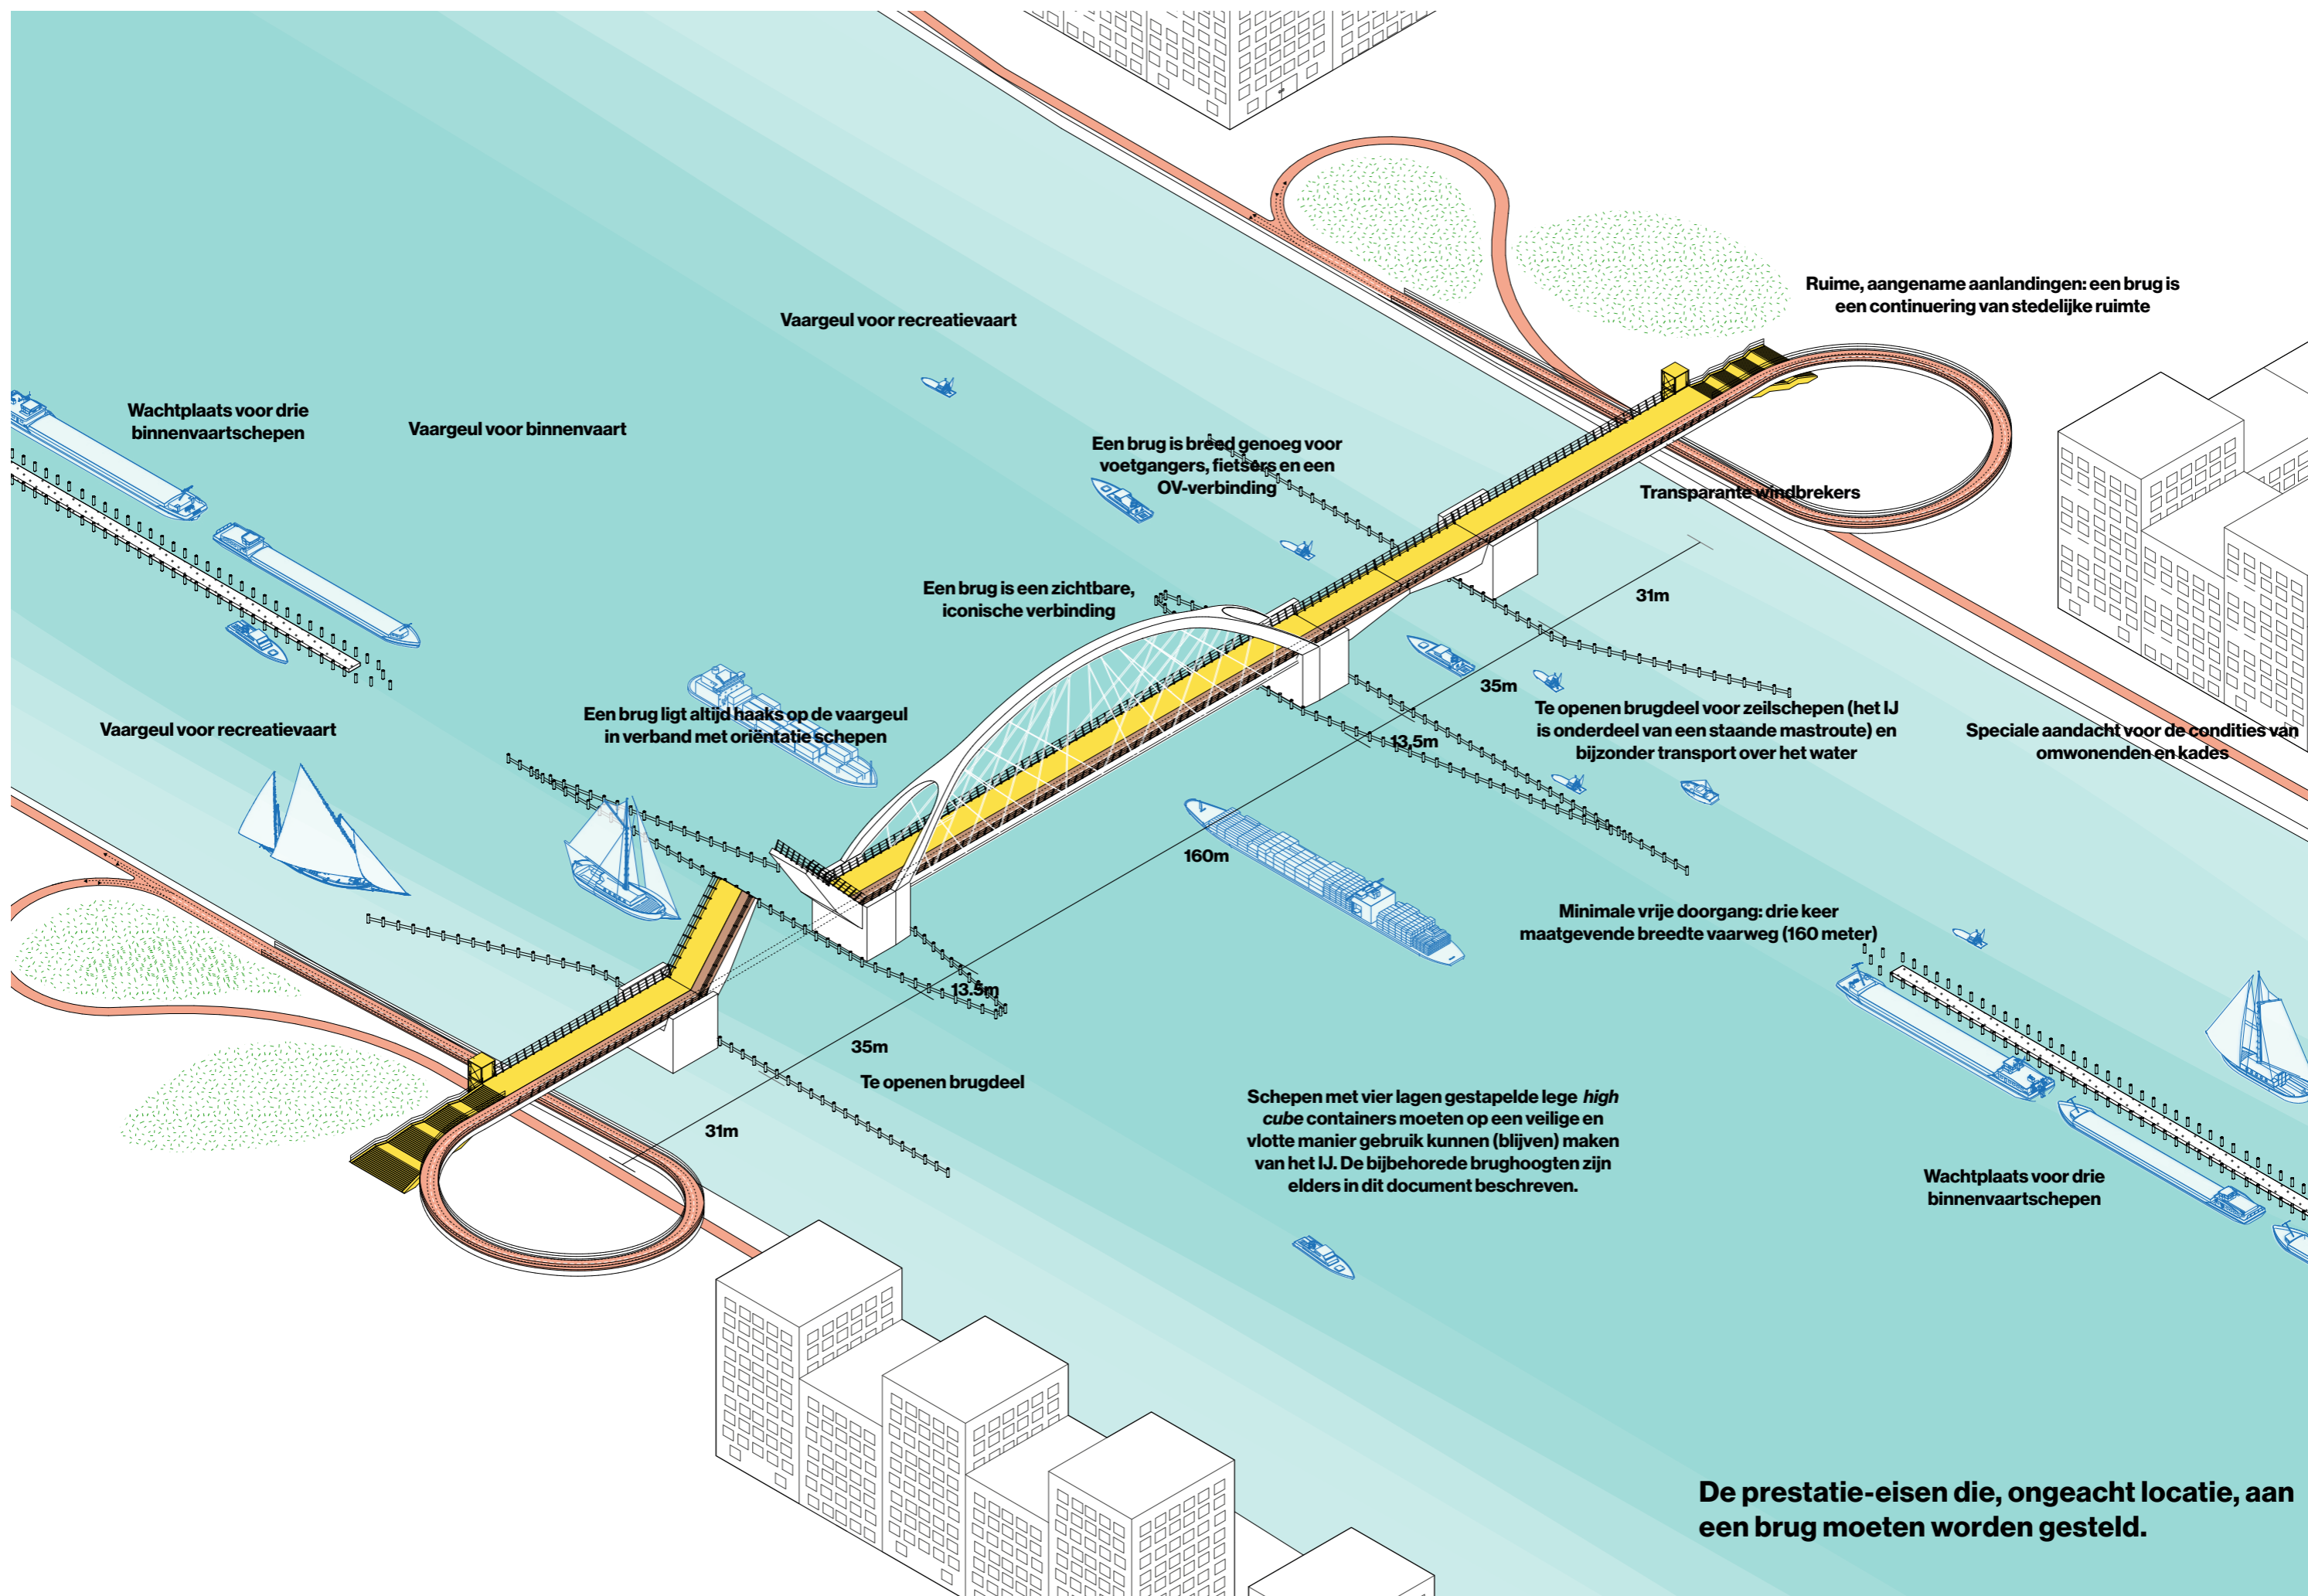 Ruime, aangename aanlandingen: een brug is
een continuering van stedelijke ruimte
Vaargeul voor recreatievaart
Wachtplaats voor drie
binnenvaartschepen
Vaargeul voor binnenvaart
Een brug is breed genoeg voor
voetgangers, fietsers en een
OV-verbinding
Transparante windbrekers
Een brug is een zichtbare,
iconische verbinding
31m
35m
Een brug ligt altijd haaks op de vaargeul
in verband met oriëntatie schepen
Te openen brugdeel voor zeilschepen (het IJ
is onderdeel van een staande mastroute) en
bijzonder transport over het water
Vaargeul voor recreatievaart
13,5m
Speciale aandacht voor de condities van
omwonenden en kades
160m
Minimale vrije doorgang: drie keer
maatgevende breedte vaarweg (160 meter)
13.5m
35m
Te openen brugdeel
31m
Schepen met vier lagen gestapelde lege high
cube containers moeten op een veilige en
vlotte manier gebruik kunnen (blijven) maken
van het IJ. De bijbehorede brughoogten zijn
elders in dit document beschreven.
Wachtplaats voor drie
binnenvaartschepen
De prestatie-eisen die, ongeacht locatie, aan
een brug moeten worden gesteld.